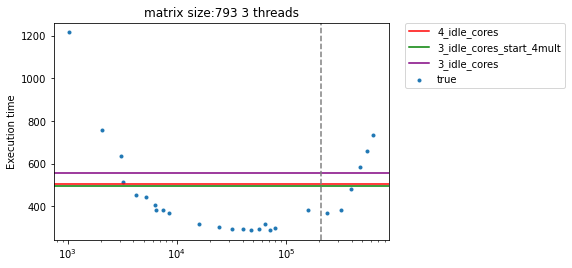 matrix size:793 3 threads
4_idle_cores
3_idle_cores_start_4mult
3_idle_cores
true
Execution time
1200
1000
800
600
400
10³
10⁴
10⁵